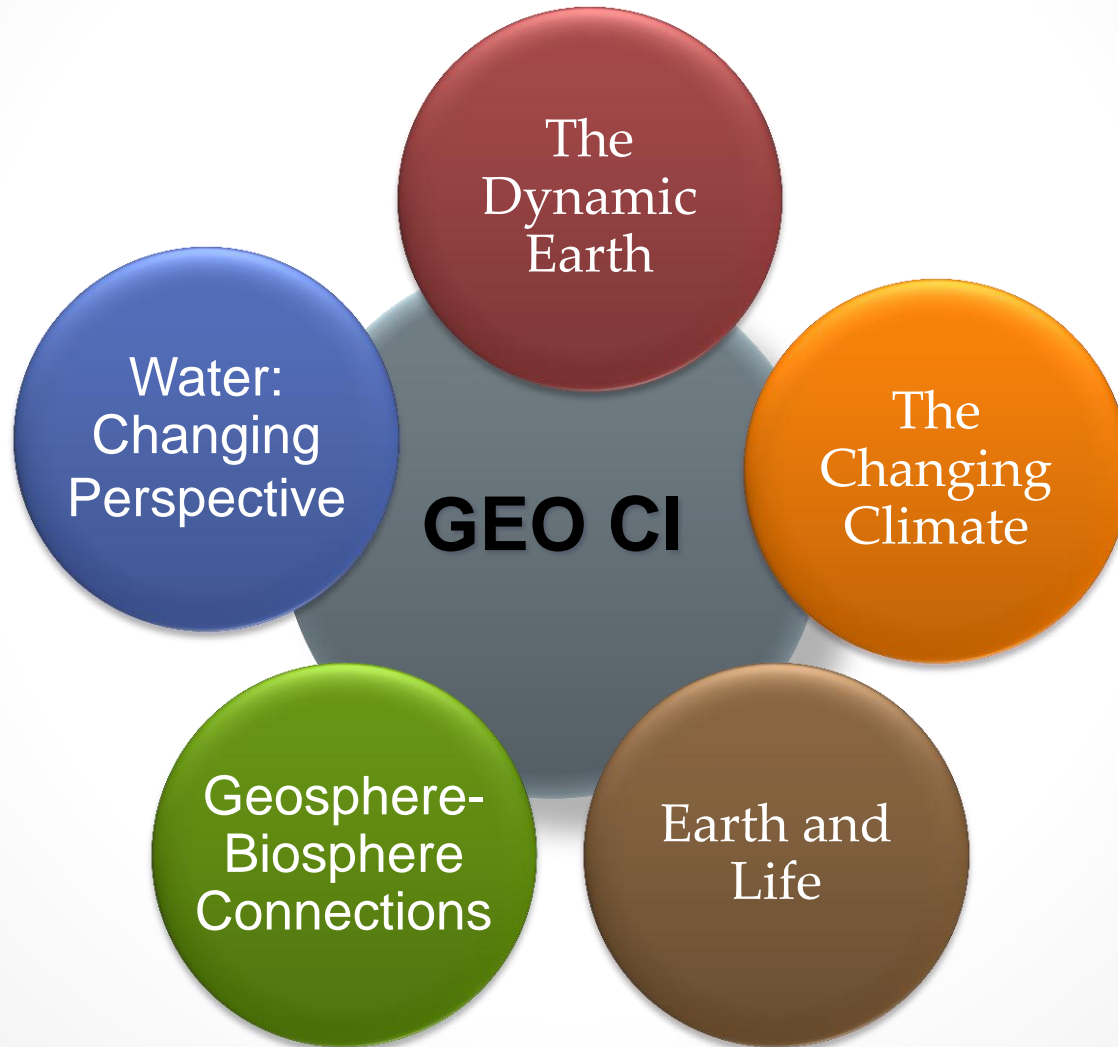 The
Dynamic
Earth
Water:
Changing
Perspective
GEO CI
The
Changing
Climate
Geosphere-
Biosphere
Connections
Earth and
Life